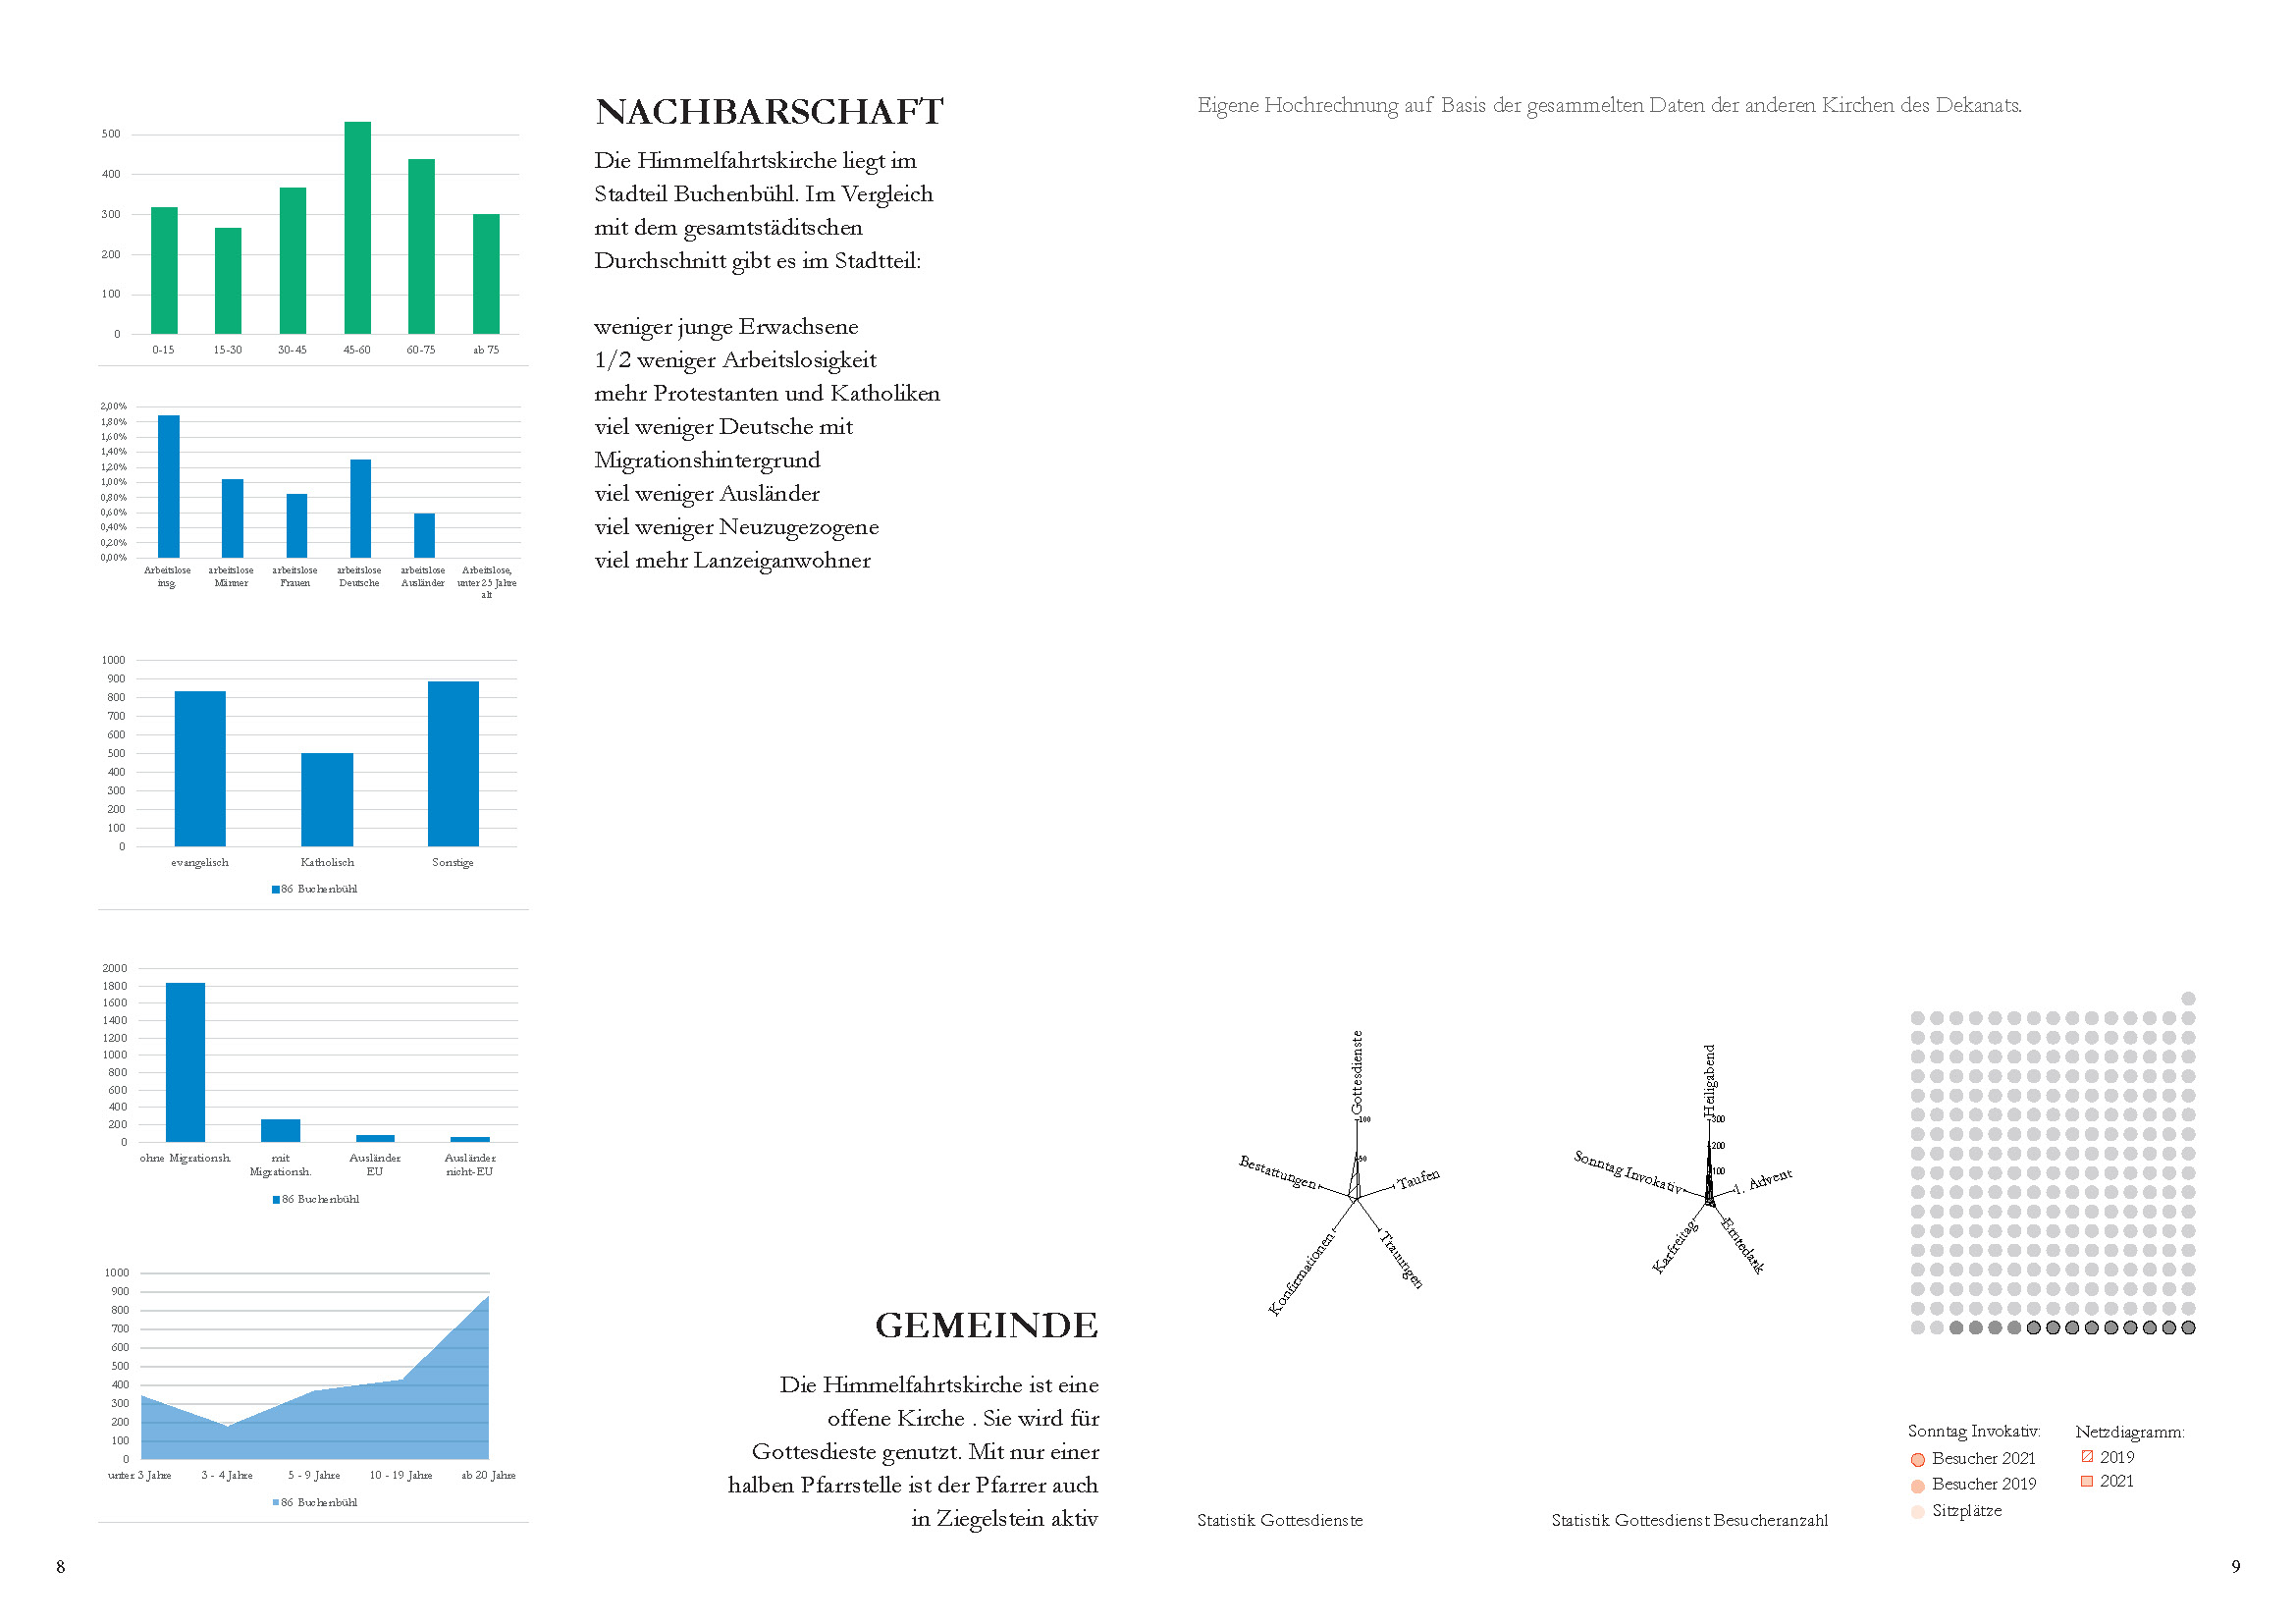 500
400
300
200
100
0
0-15 15-30 30-45 45-60 60-75 ab 75
2,00%
1,80%
1,60%
1,40%
1,20%
1,00%
0,80%
0,60%
0,40%
0,20%
0,00%
Arbeitslose insg. arbeitslose Männer arbeitslose Frauen arbeitslose Deutsche arbeitslose Ausländer Arbeitslose, unter 25 Jahre alt
1000
900
800
700
600
500
400
300
200
100
0
evangelisch Katholisch Sonstige
86 Buchenbühl
2000
1800
1600
1400
1200
1000
800
600
400
200
0
ohne Migrationsh. mit Migrationsh. Ausländer EU Ausländer nicht-EU
86 Buchenbühl
1000
900
800
700
600
500
400
300
200
100
0
unter 3 Jahre 3 - 4 Jahre 5 - 9 Jahre 10 - 19 Jahre ab 20 Jahre
86 Buchenbühl
8
NACHBARSCHAFT
Die Himmelfahrtskirche liegt im
Stadteil Buchenbühl. Im Vergleich
mit dem gesamtstäditschen
Durchschnitt gibt es im Stadtteil:
weniger junge Erwachsene
1/2 weniger Arbeitslosigkeit
mehr Protestanten und Katholiken
viel weniger Deutsche mit
Migrationshintergrund
viel weniger Ausländer
viel weniger Neuzugezogene
viel mehr Lanzeiganwohner
GEMEINDE
Die Himmelfahrtskirche ist eine
offene Kirche . Sie wird für
Gottesdieste genutzt. Mit nur einer
halben Pfarrstelle ist der Pfarrer auch
in Ziegelstein aktiv
Eigene Hochrechnung auf Basis der gesammelten Daten der anderen Kirchen des Dekanats.
Gottesdienste
100
50
Taufen
Trauungen
Konfirmationen
Bestattungen
Statistik Gottesdienste
Heiligabend
300
200
100
1. Advent
Erntedank
Karfreitag
Sonntag Invokativ
Statistik Gottesdienst Besucheranzahl
Sonntag Invokativ:
Besucher 2021
Besucher 2019
Sitzplätze
Netzdiagramm:
2019
2021
9